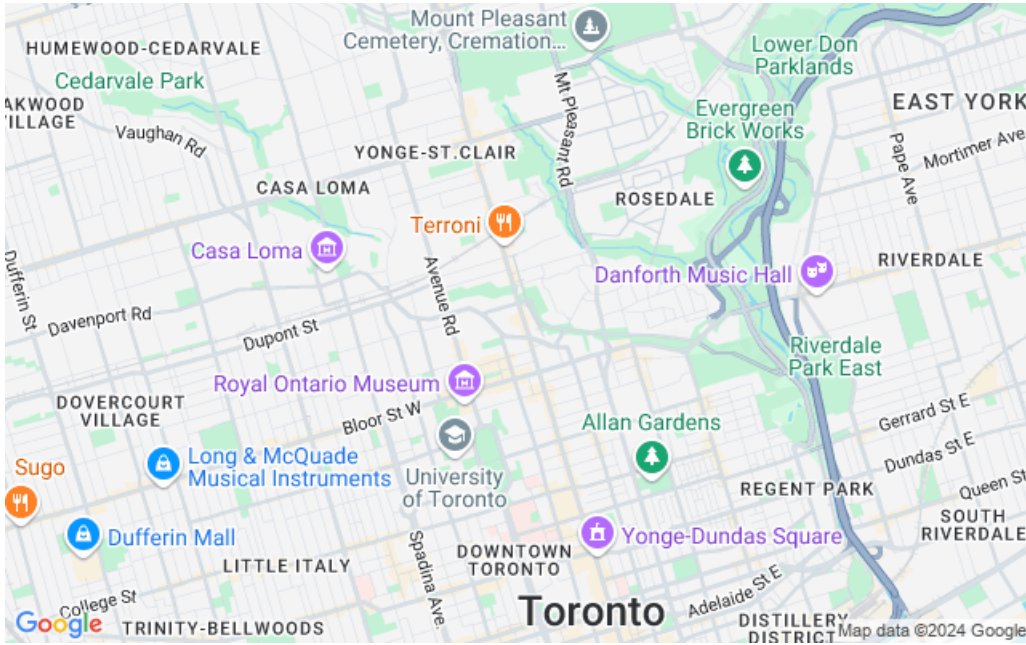 Mount Pleasant
Cemetery, Cremation...
HUMEWOOD-CEDARVALE
Lower Don
Parklands
Cedarvale Park
Mt Pleasant Rd
EAST YORK
AKWOOD
VILLAGE
Evergreen
Brick Works
Vaughan Rd
Pape Ave
Mortimer Ave
YONGE-ST.CLAIR
CASA LOMA
ROSEDALE
Terroni
Casa Loma
Dufferin St
Avenue Rd
Danforth Music Hall
RIVERDALE
Davenport Rd
Dupont St
Riverdale
Park East
Royal Ontario Museum
DOVERCOURT
VILLAGE
Bloor St W
Allan Gardens
Gerrard St E
Sugo
Long & McQuade
Musical Instruments
University
of Toronto
Dundas St E
REGENT PARK
Queen St
Dufferin Mall
Spadina Ave.
Yonge-Dundas Square
SOUTH
RIVERDALE
LITTLE ITALY
DOWNTOWN
TORONTO
College St
Toronto
Adelaide St E
Google
TRINITY-BELLWOODS
DISTILLERY
DISTRICT
Map data ©2024 Google